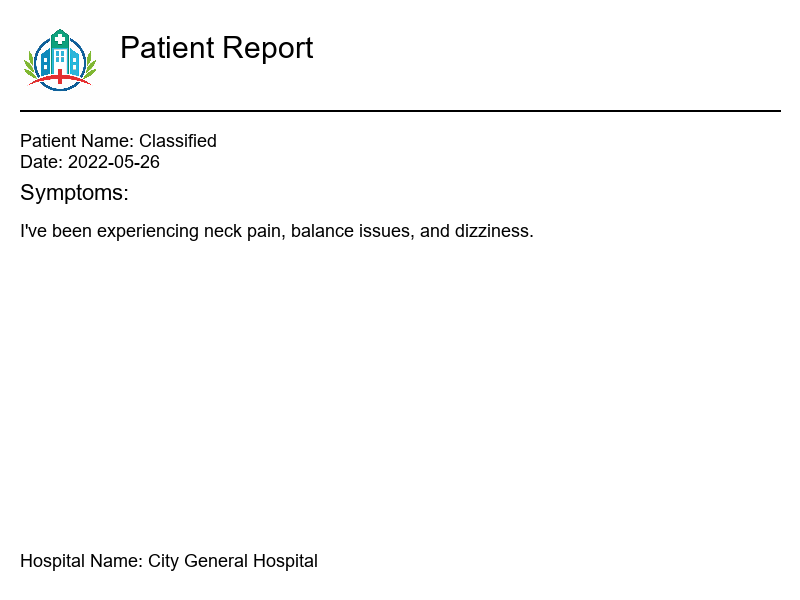 Patient Report
Patient Name: Classified
Date: 2022-05-26
Symptoms:
I've been experiencing neck pain, balance issues, and dizziness.
Hospital Name: City General Hospital